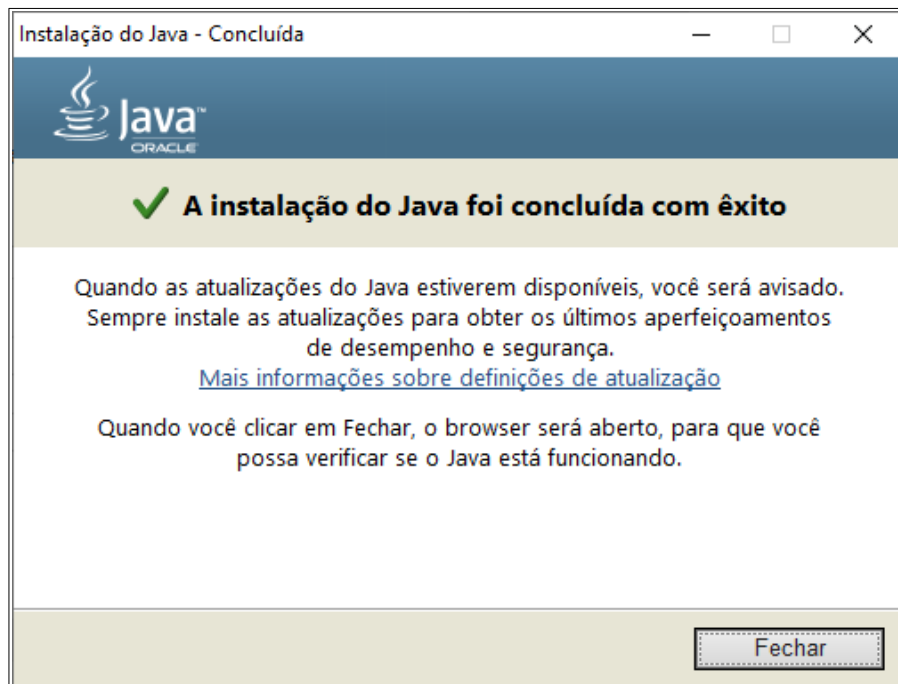 Instalação do Java - Concluída
Java™
ORACLE
A instalação do Java foi concluída com êxito
Quando as atualizações do Java estiverem disponíveis, você será avisado.
Sempre instale as atualizações para obter os últimos aperfeiçoamentos
de desempenho e segurança.
Mais informações sobre definições de atualização
Quando você clicar em Fechar, o browser será aberto, para que você
possa verificar se o Java está funcionando.
Fechar